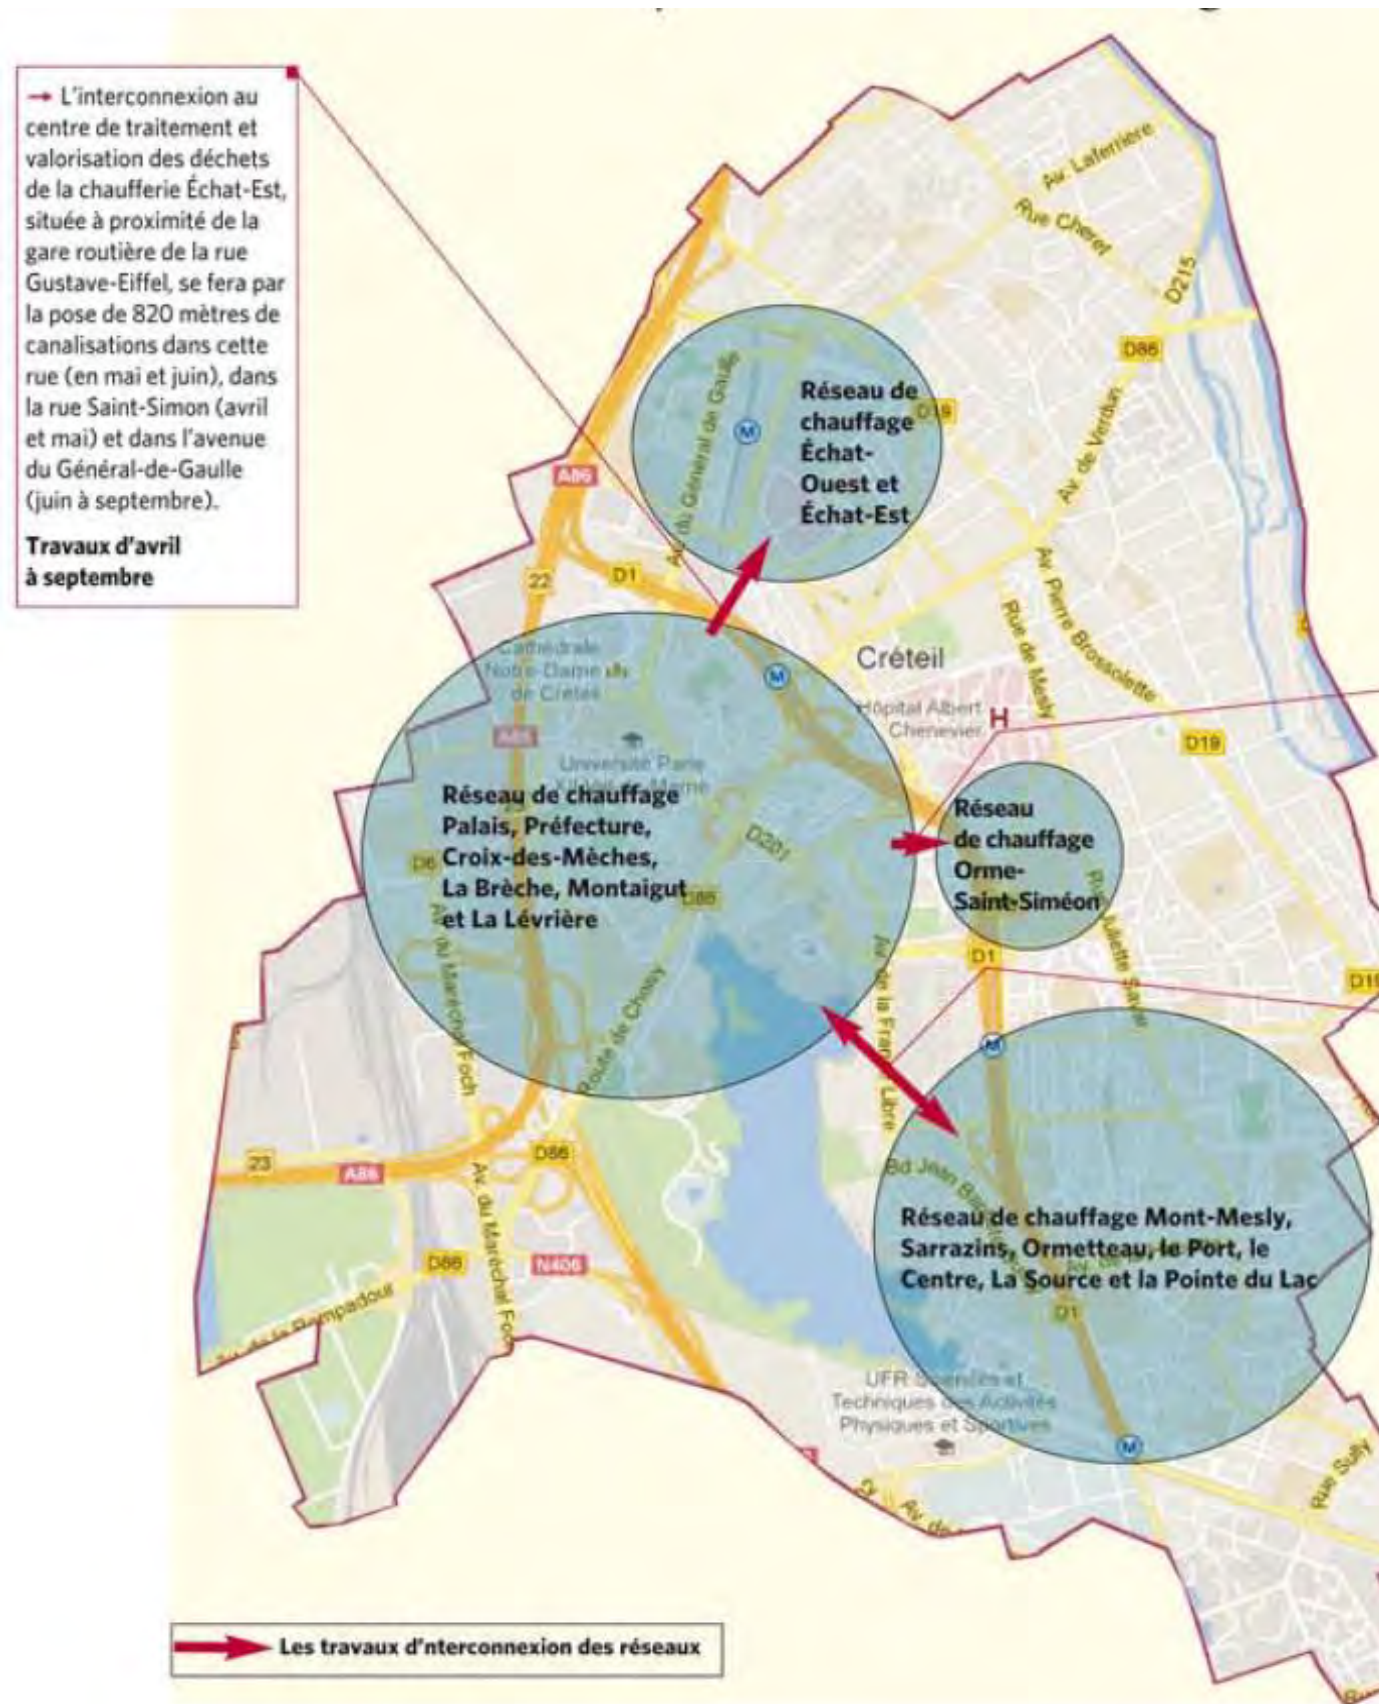 → L'interconnexion au
centre de traitement et
valorisation des déchets
de la chaufferie Échat-Est,
située à proximité de la
gare routière de la rue
Gustave-Eiffel, se fera par
la pose de 820 mètres de
canalisations dans cette
rue (en mai et juin), dans
la rue Saint-Simon (avril
et mai) et dans l'avenue
du Général-de-Gaulle
(juin à septembre).
Travaux d'avril
à septembre
Av. Laferrière
Rue Cheret
D215
D86
Réseau de
chauffage
Échat-
Ouest et
Échat-Est
D19
M
Av. du Général de Gaulle
Av. de Verdun
A86
22
D1
Av. Pierre Brossolette
Rue de Mesly
Cathédrale
Notre-Dame
de Créteil
M
Créteil
Hôpital Albert
Chenevier
H
D19
A86
Université Paris
Réseau de chauffage
Palais, Préfecture,
Croix-des-Mèches,
La Brèche, Montaigut
et La Lévrière
D201
D6
D86
Réseau
de chauffage
Orme-
Saint-Siméon
Av. du Maréchal Foch
Route de Choisy
Av. de la France Libre
D1
Juliette Savar
D19
M
23
A86
D86
Av. du Maréchal Foch
Bd Jean
Réseau de chauffage Mont-Mesly,
Sarrazins, Ormetteau, le Port, le
Centre, La Source et la Pointe du Lac
D86
N406
de la Pompadour
D1
UFR Sciences et
Techniques des Activités
Physiques et Sportives
M
Rue Sully
Av. de
Les travaux d'nterconnexion des réseaux